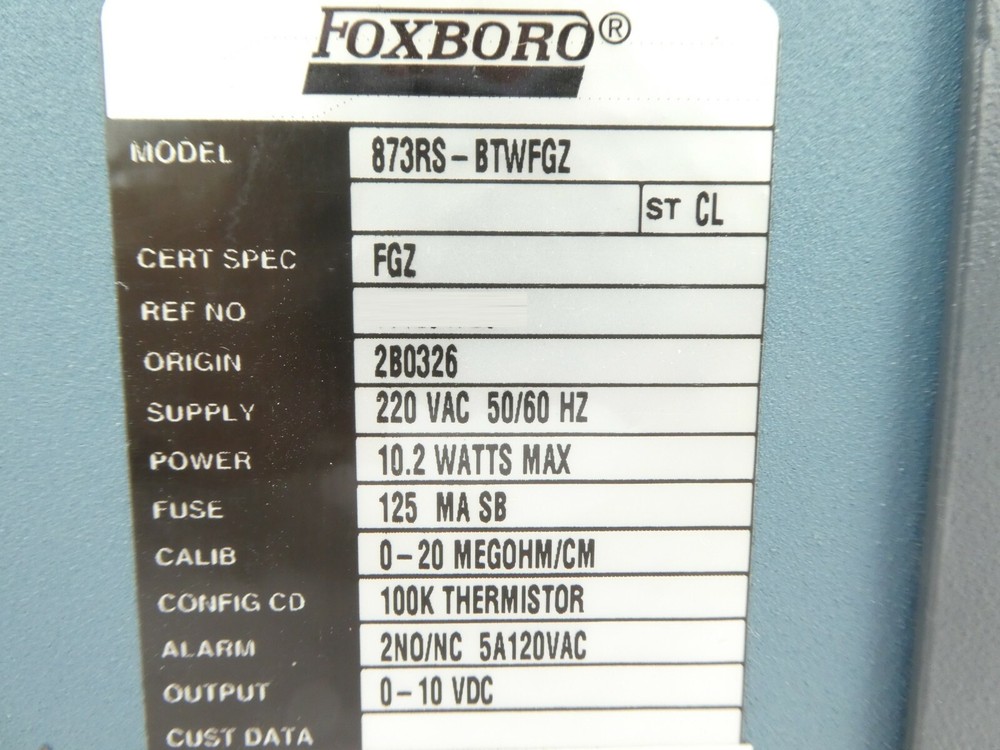 FOXBORO®
MODEL 873RS-BTWFGZ
ST CL
CERT SPEC FGZ
REF NO
ORIGIN 2B0326
SUPPLY 220 VAC 50/60 HZ
POWER 10.2 WATTS MAX
FUSE 125 MA SB
CALIB 0-20 MEGOHM/CM
CONFIG CD 100K THERMISTOR
ALARM 2NO/NC 5A120VAC
OUTPUT 0-10 VDC
CUST DATA